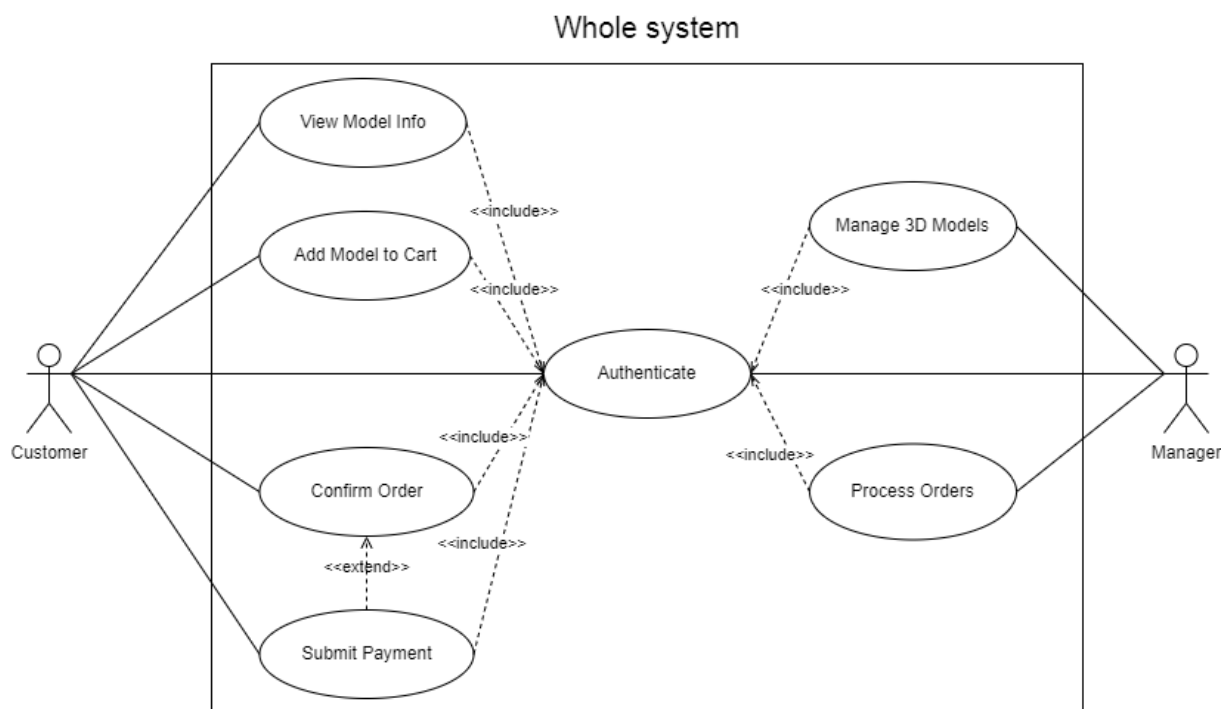 Whole system
View Model Info
<<include>>
Manage 3D Models
Add Model to Cart
<<include>>
<<include>>
Authenticate
Customer
Manager
<<include>>
<<include>>
Confirm Order
Process Orders
<<include>>
<<extend>>
Submit Payment